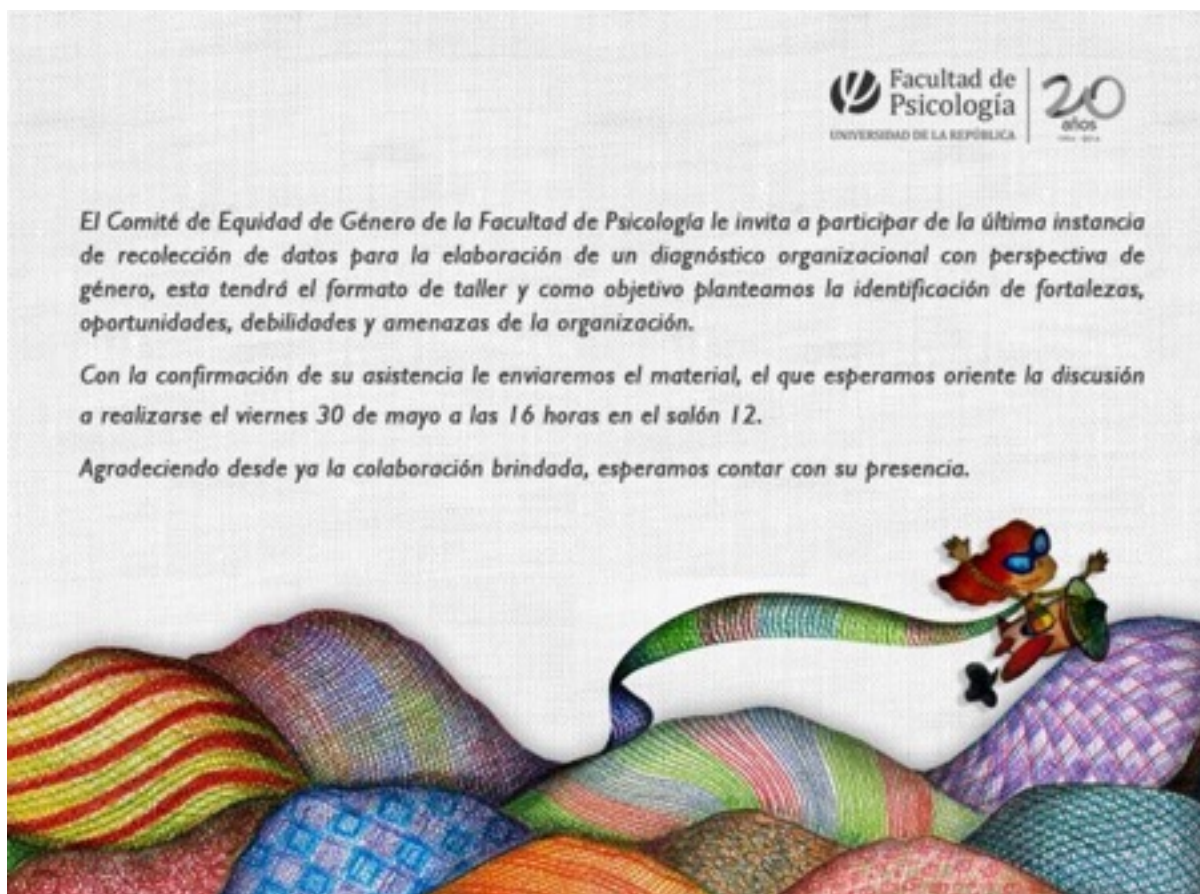 Facultad de
Psicología
UNIVERSIDAD DE LA REPÚBLICA
20
años
El Comité de Equidad de Género de la Facultad de Psicología le invita a participar de la última instancia
de recolección de datos para la elaboración de un diagnóstico organizacional con perspectiva de
género, esta tendrá el formato de taller y como objetivo planteamos la identificación de fortalezas,
oportunidades, debilidades y amenazas de la organización.
Con la confirmación de su asistencia le enviaremos el material, el que esperamos oriente la discusión
a realizarse el viernes 30 de mayo a las 16 horas en el salón 12.
Agradeciendo desde ya la colaboración brindada, esperamos contar con su presencia.